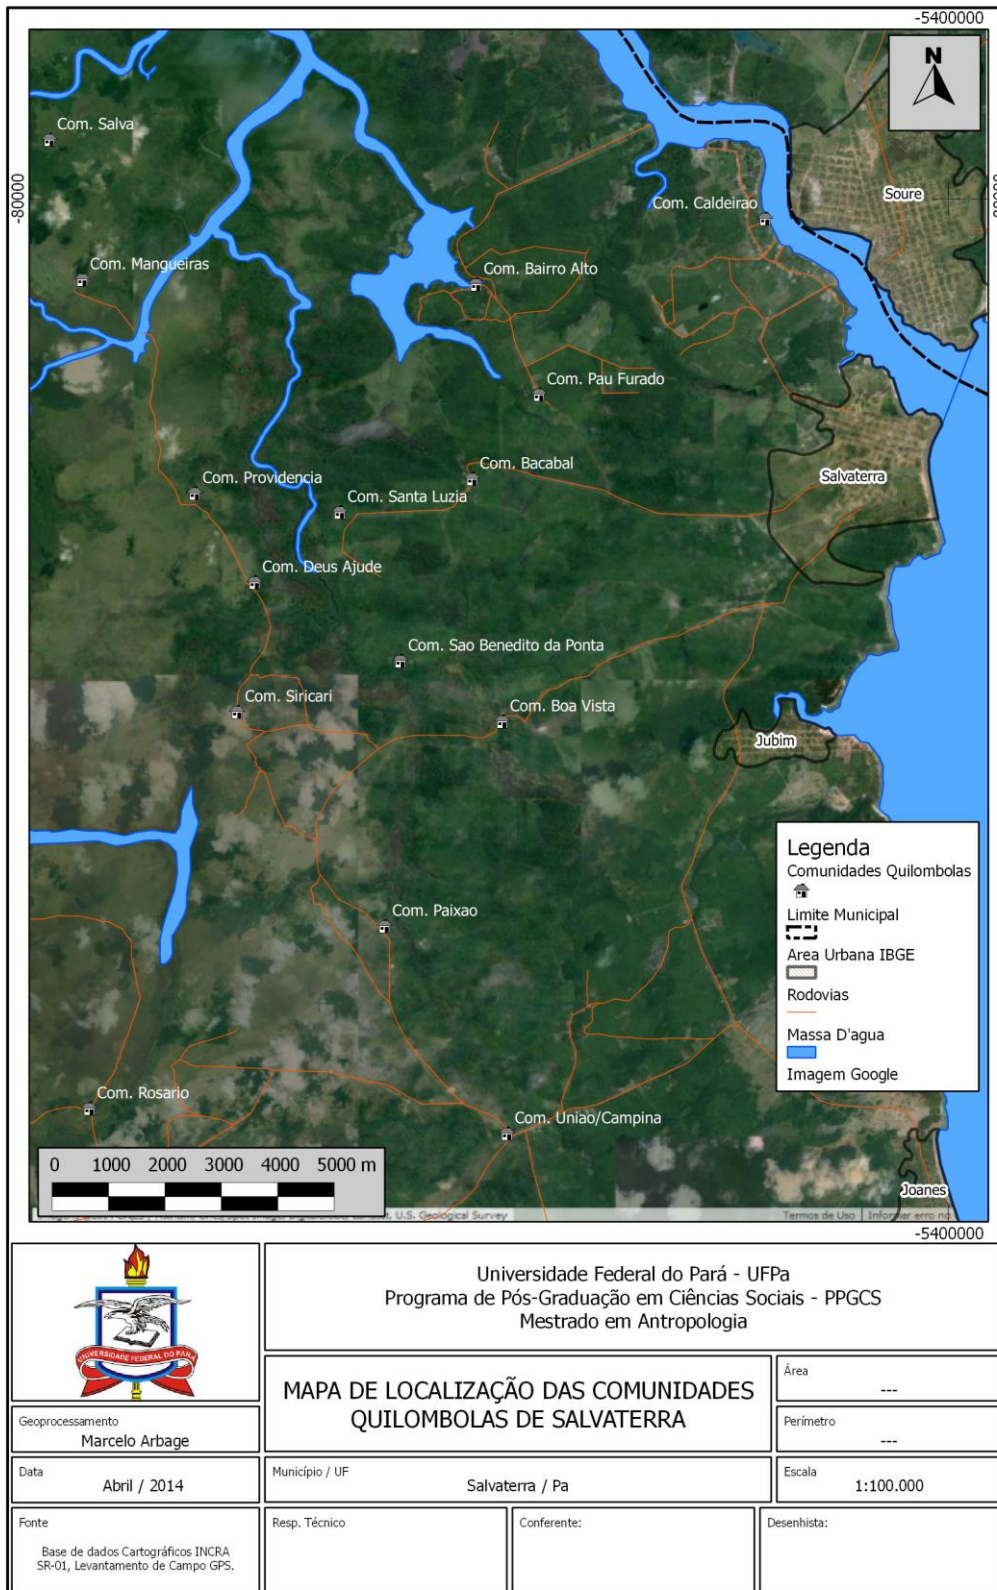 -5400000
N
Com. Salva
-80000
Soure
Com. Caldeirao
Com. Mangueiras
Com. Bairro Alto
Com. Pau Furado
Com. Bacabal
Com. Providencia
Com. Santa Luzia
Salvaterra
Com. Deus Ajude
Com. Sao Benedito da Ponta
Com. Siricari
Com. Boa Vista
Jubim
Legenda
Comunidades Quilombolas
Limite Municipal
Area Urbana IBGE
Rodovias
Massa D'agua
Imagem Google
Com. Paixao
Com. Rosario
Com. Uniao/Campina
0 1000 2000 3000 4000 5000 m
Joanes
U.S. Geological Survey
Termos de Uso
-5400000
UNIVERSIDADE FEDERAL DO PARÁ
Universidade Federal do Pará - UFPa
Programa de Pós-Graduação em Ciências Sociais - PPGCS
Mestrado em Antropologia
MAPA DE LOCALIZAÇÃO DAS COMUNIDADES
QUILOMBOLAS DE SALVATERRA
Área
---
Perímetro
---
Geoprocessamento
Marcelo Arbage
Data
Abril / 2014
Município / UF
Salvaterra / Pa
Escala
1:100.000
Fonte
Base de dados Cartográficos INCRA
SR-01, Levantamento de Campo GPS.
Resp. Técnico
Conferente:
Desenhista: